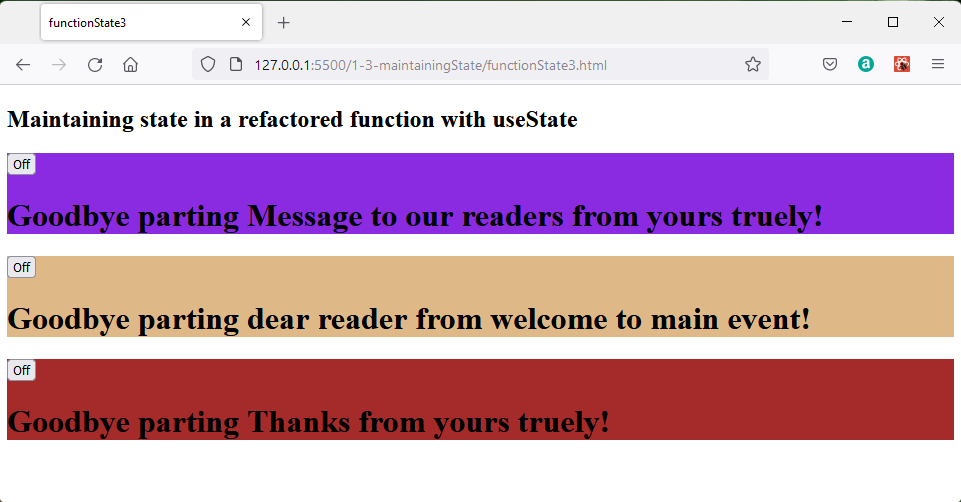 functionState3
127.0.0.1:5500/1-3-maintainingState/functionState3.html
a
Maintaining state in a refactored function with useState
Off
Goodbye parting Message to our readers from yours truely!
Off
Goodbye parting dear reader from welcome to main event!
Off
Goodbye parting Thanks from yours truely!